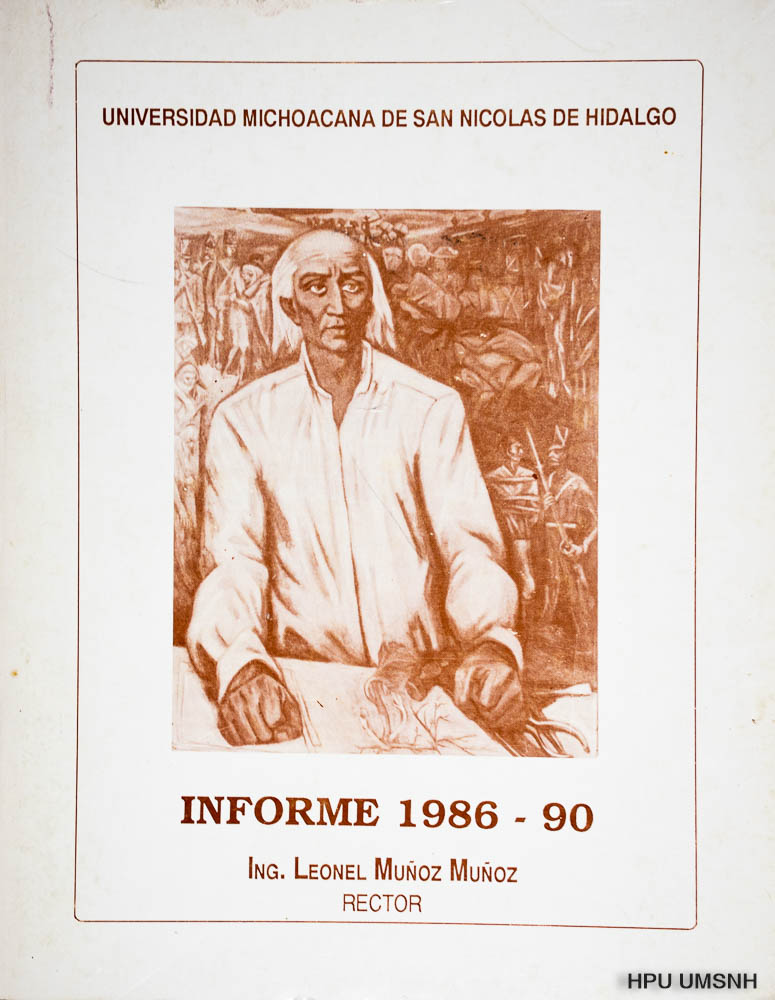 UNIVERSIDAD MICHOACANA DE SAN NICOLAS DE HIDALGO
INFORME 1986 - 90
ING. LEONEL MUÑOZ MUÑOZ
RECTOR
HPU UMSNH